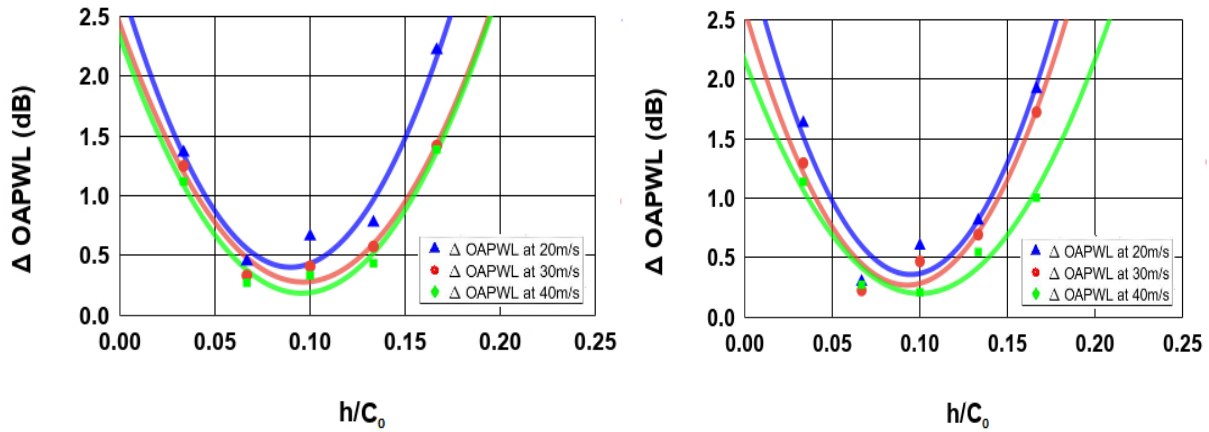 2.5
2.0
1.5
1.0
0.5
0.0
Δ OAPWL (dB)
Δ OAPWL at 20m/s
Δ OAPWL at 30m/s
Δ OAPWL at 40m/s
0.00 0.05 0.10 0.15 0.20 0.25
h/C₀
2.5
2.0
1.5
1.0
0.5
0.0
Δ OAPWL (dB)
Δ OAPWL at 20m/s
Δ OAPWL at 30m/s
Δ OAPWL at 40m/s
0.00 0.05 0.10 0.15 0.20 0.25
h/C₀